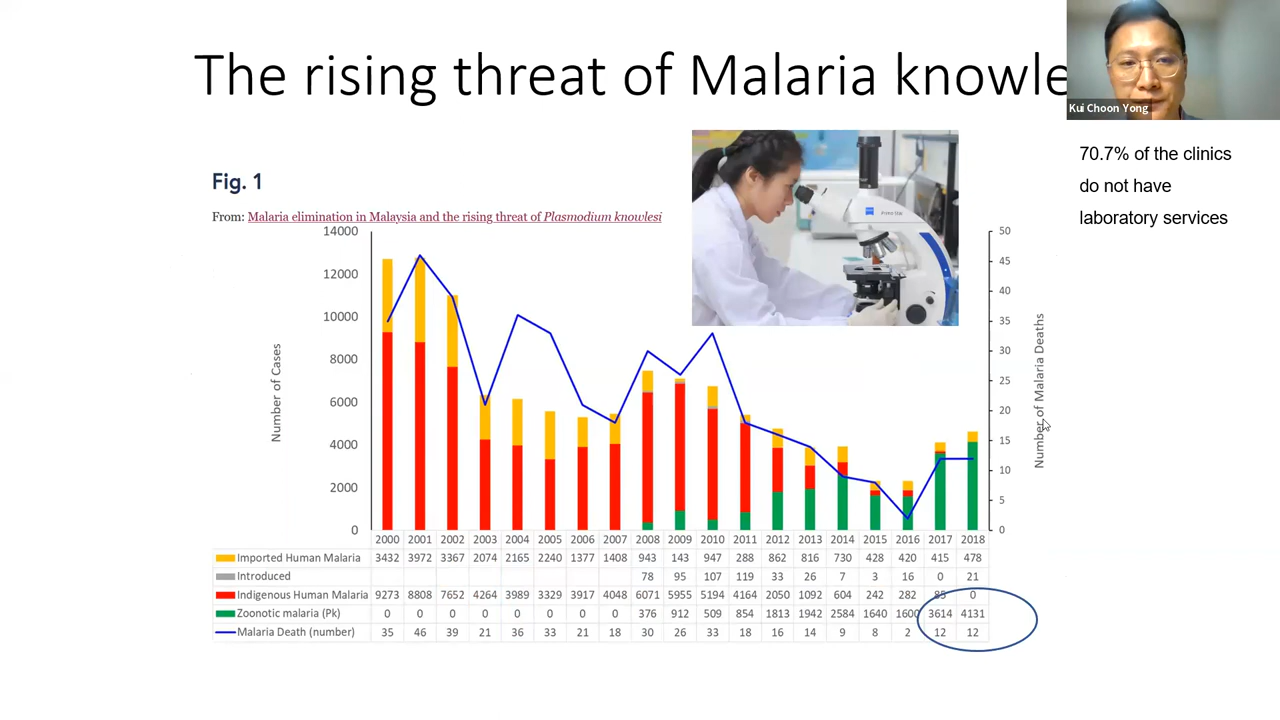 The rising threat of Malaria knowle
Kui Choon Yong
70.7% of the clinics
do not have
laboratory services
Fig. 1
From: Malaria elimination in Malaysia and the rising threat of Plasmodium knowlesi
14000
12000
10000
8000
6000
4000
2000
0
Number of Cases
50
45
40
35
30
25
20
15
10
5
0
Number of Malaria Deaths
2000 2001 2002 2003 2004 2005 2006 2007 2008 2009 2010 2011 2012 2013 2014 2015 2016 2017 2018
Imported Human Malaria 3432 3972 3367 2074 2165 2240 1377 1408 943 143 947 288 862 816 730 428 420 415 478
Introduced 78 95 107 119 33 26 7 3 16 0 21
Indigenous Human Malaria 9273 8808 7652 4264 3989 3329 3917 4048 6071 5955 5194 4164 2050 1092 604 242 282 85 0
Zoonotic malaria (Pk) 0 0 0 0 0 0 0 0 376 912 509 854 1813 1942 2584 1640 1600 3614 4131
Malaria Death (number) 35 46 39 21 36 33 21 18 30 26 33 18 16 14 9 8 2 12 12